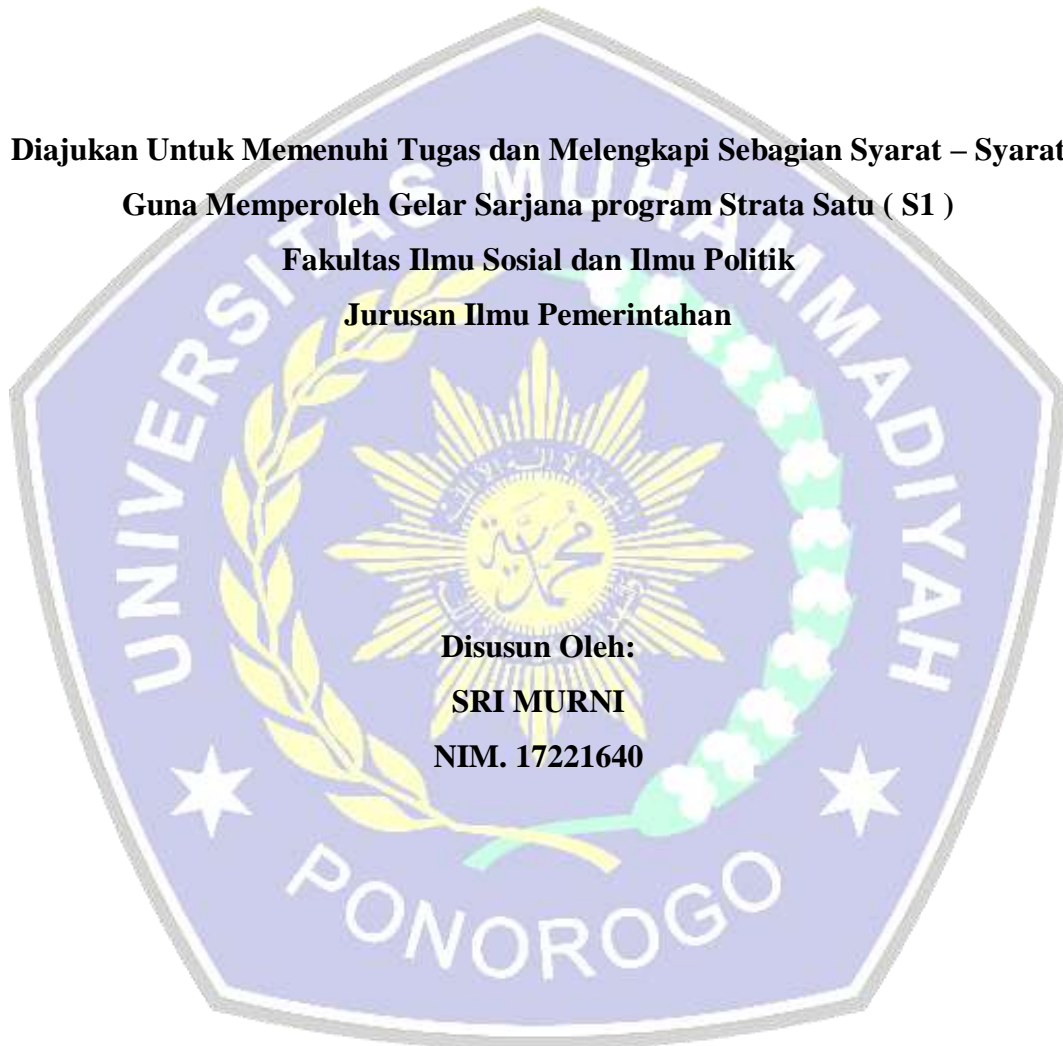 Diajukan Untuk Memenuhi Tugas dan Melengkapi Sebagian Syarat – Syarat
Guna Memperoleh Gelar Sarjana program Strata Satu ( S1 )
Fakultas Ilmu Sosial dan Ilmu Politik
Jurusan Ilmu Pemerintahan
UNIVERSITAS MUHAMMADIYAH
Disusun Oleh:
SRI MURNI
NIM. 17221640
PONOROGO